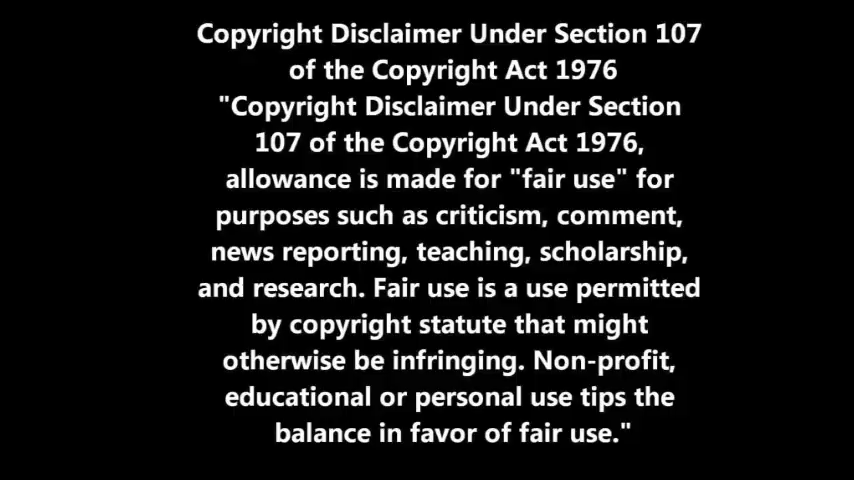 Copyright Disclaimer Under Section 107
of the Copyright Act 1976
"Copyright Disclaimer Under Section
107 of the Copyright Act 1976,
allowance is made for "fair use" for
purposes such as criticism, comment,
news reporting, teaching, scholarship,
and research. Fair use is a use permitted
by copyright statute that might
otherwise be infringing. Non-profit,
educational or personal use tips the
balance in favor of fair use."